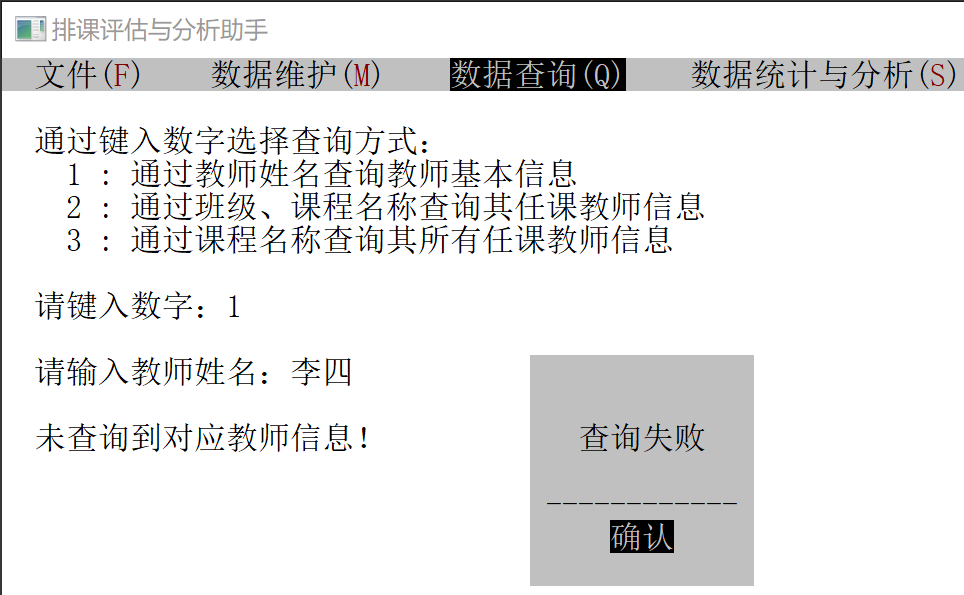 排课评估与分析助手
文件(F) 数据维护(M) 数据查询(Q) 数据统计与分析(S)
通过键入数字选择查询方式：
1 : 通过教师姓名查询教师基本信息
2 : 通过班级、课程名称查询其任课教师信息
3 : 通过课程名称查询其所有任课教师信息
请键入数字：1
请输入教师姓名：李四
未查询到对应教师信息！
查询失败
------------
确认